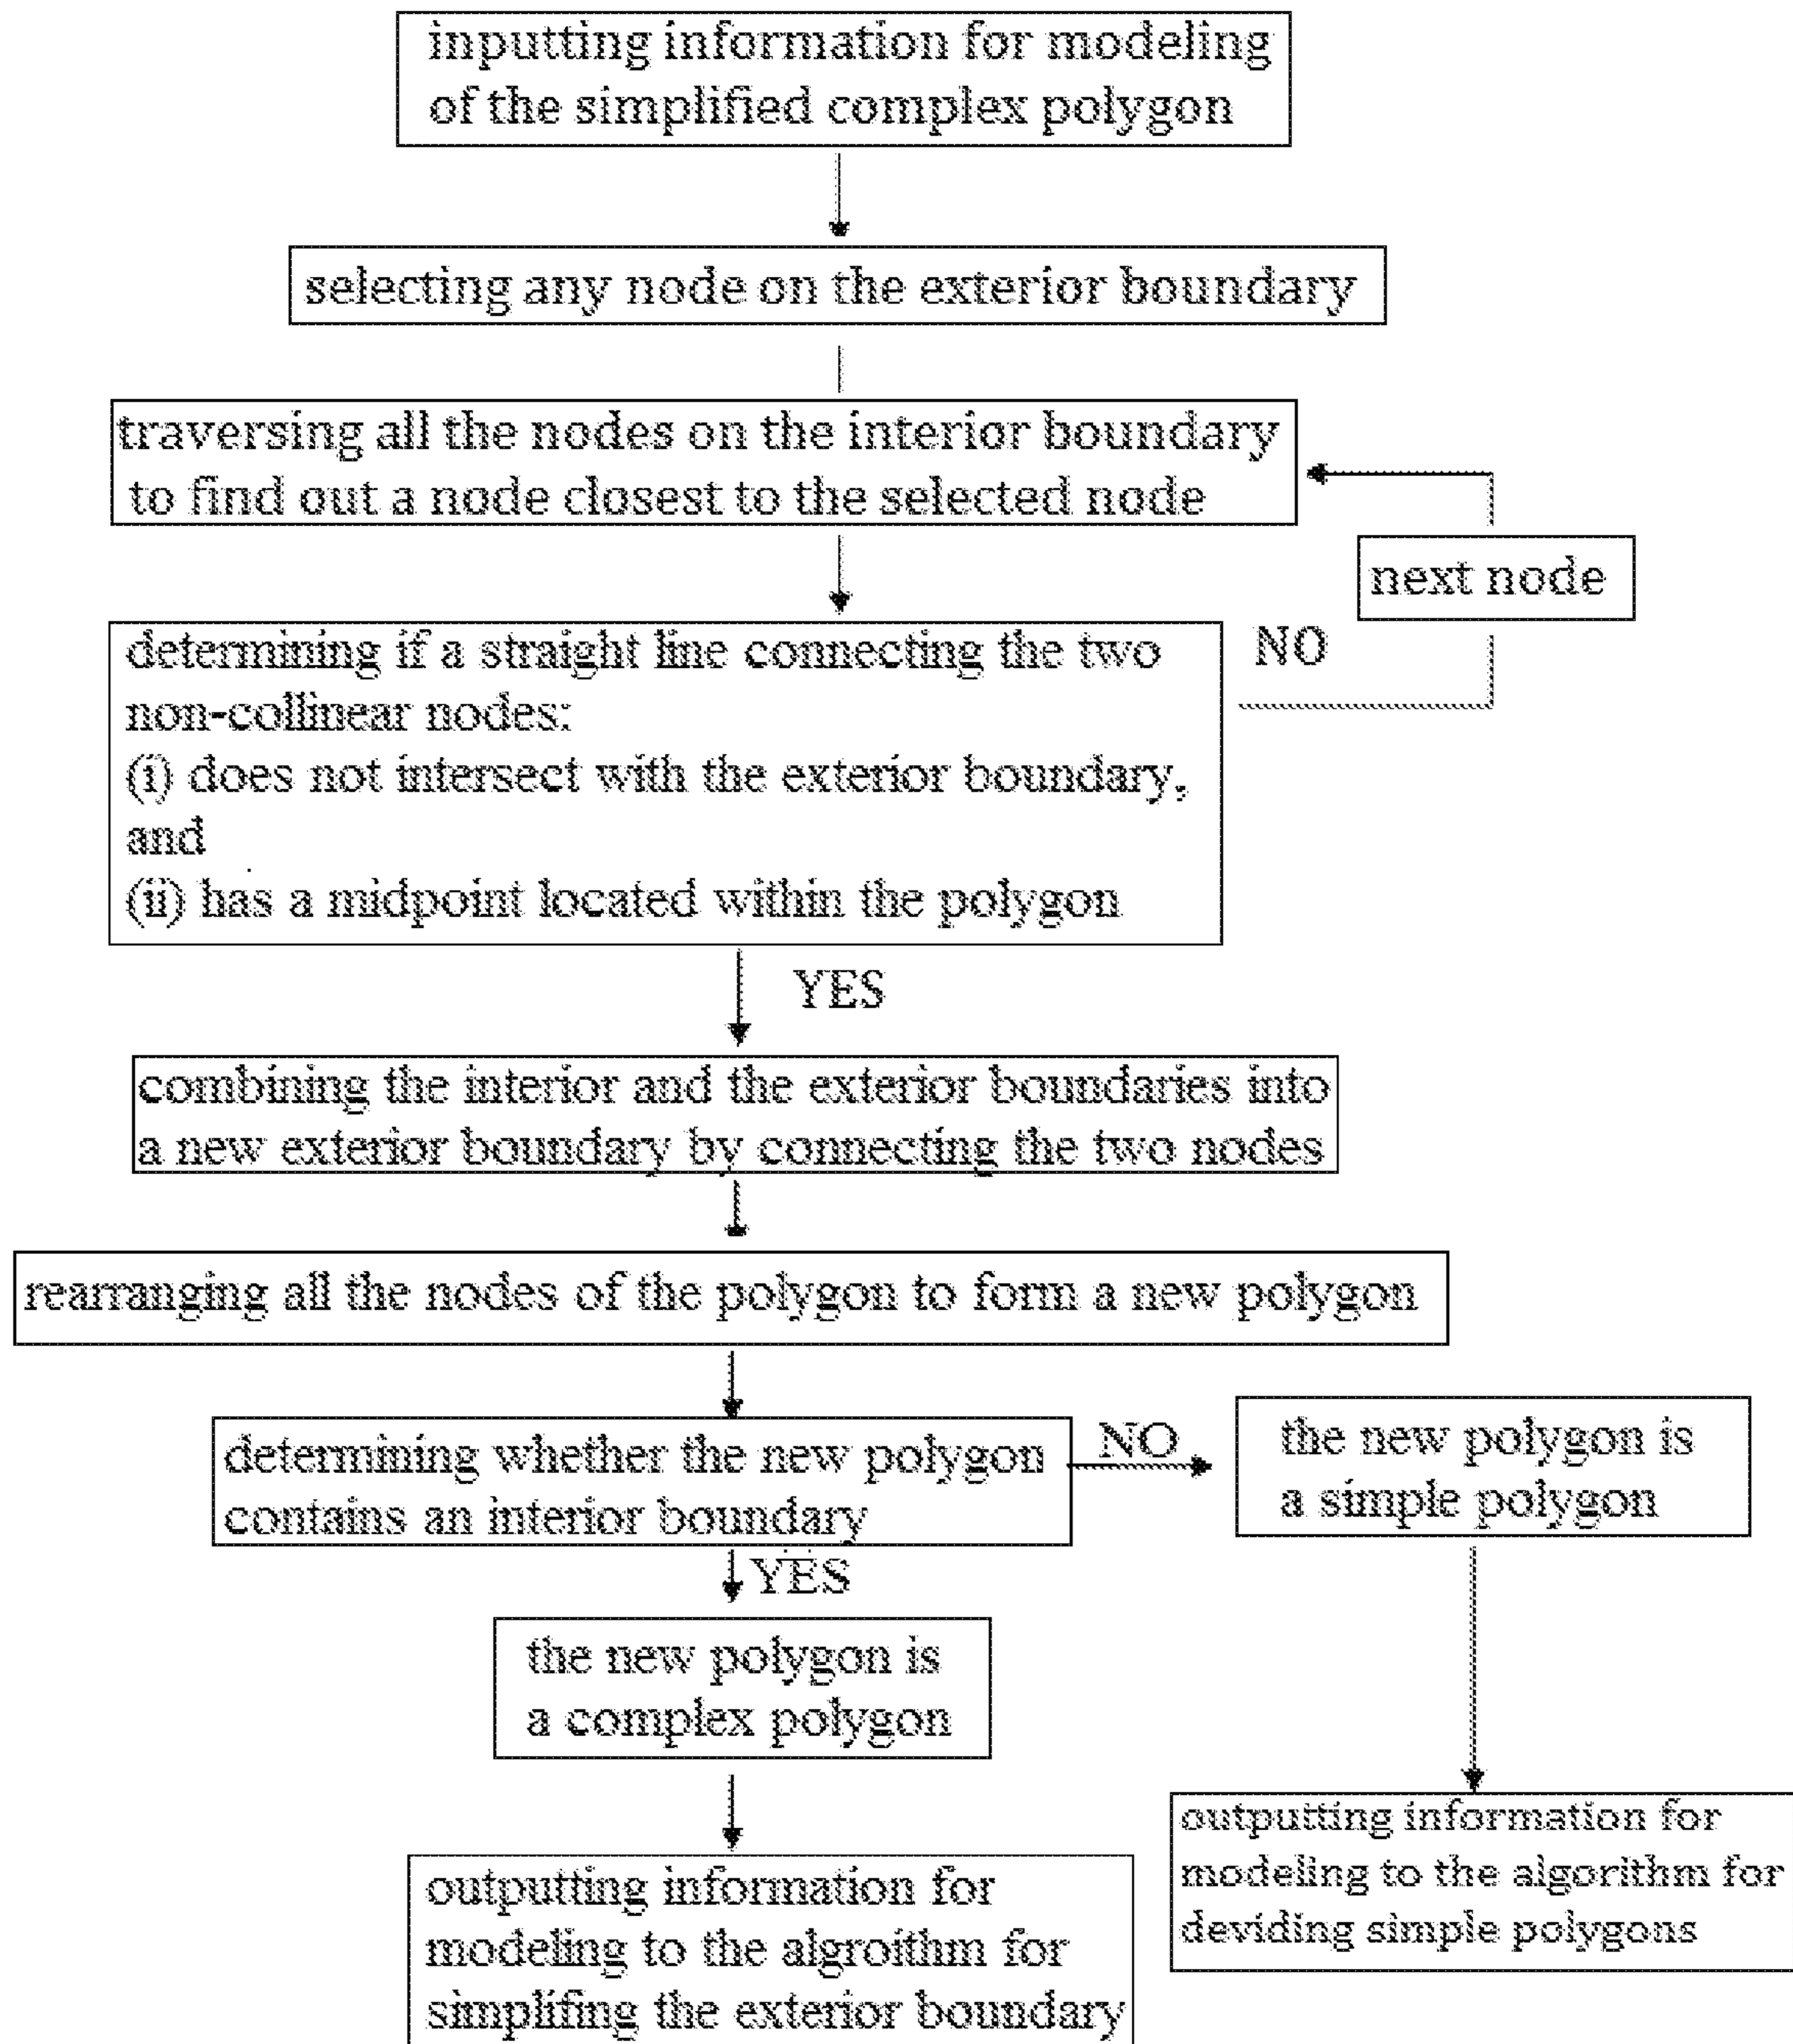 inputting information for modeling
of the simplified complex polygon
selecting any node on the exterior boundary
traversing all the nodes on the interior boundary
to find out a node closest to the selected node
next node
determining if a straight line connecting the two
non-collinear nodes:
(i) does not intersect with the exterior boundary,
and
(ii) has a midpoint located within the polygon
NO
YES
combining the interior and the exterior boundaries into
a new exterior boundary by connecting the two nodes
rearranging all the nodes of the polygon to form a new polygon
determining whether the new polygon
contains an interior boundary
NO
the new polygon is
a simple polygon
YES
the new polygon is
a complex polygon
outputting information for
modeling to the algorithm for
deviding simple polygons
outputting information for
modeling to the algroithm for
simplifing the exterior boundary